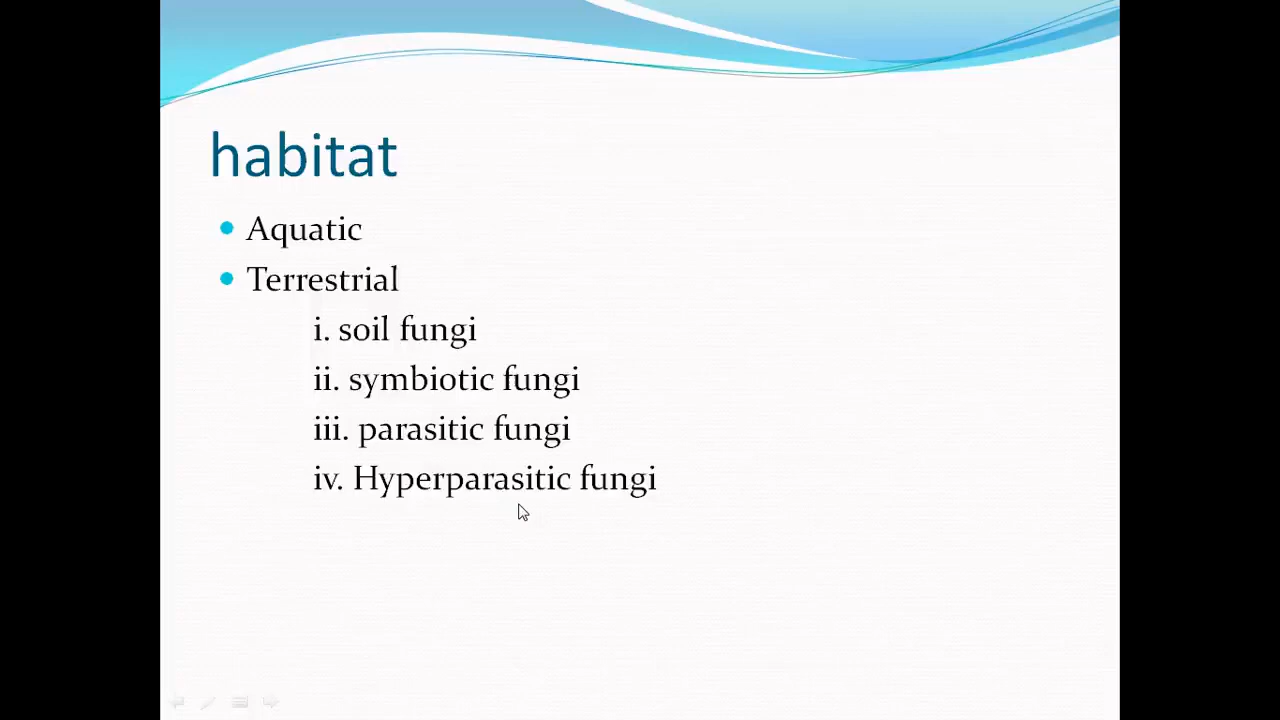 habitat
Aquatic
Terrestrial
i. soil fungi
ii. symbiotic fungi
iii. parasitic fungi
iv. Hyperparasitic fungi